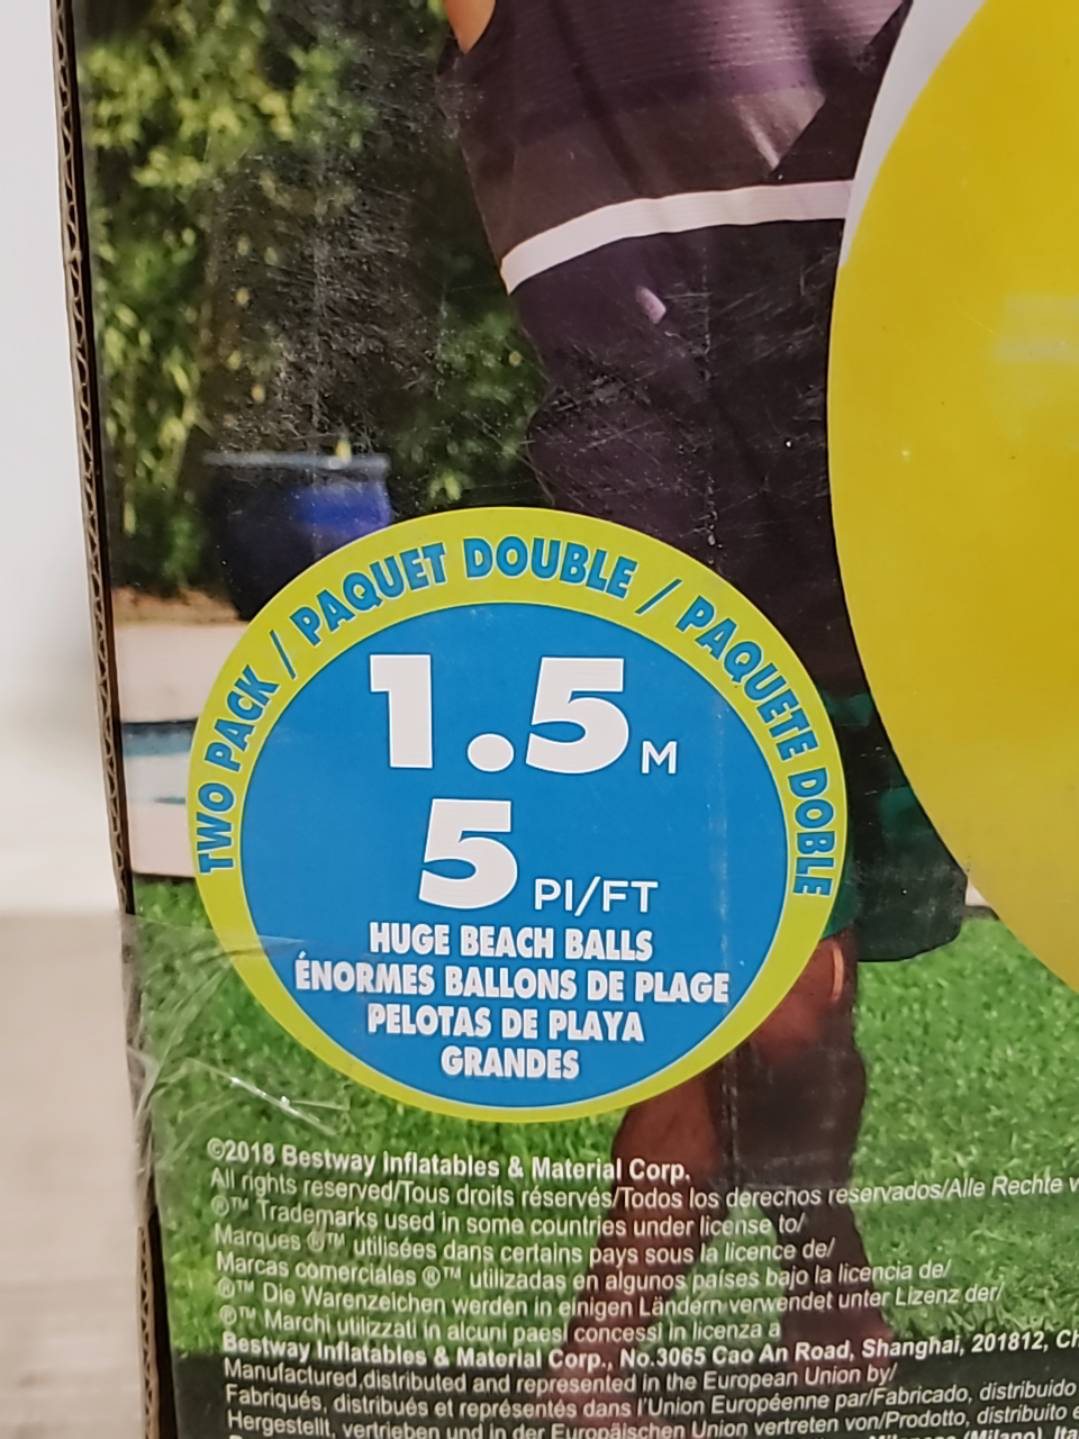 TWO PACK / PAQUET DOUBLE / PAQUETE DOBLE
1.5 M
5 PI/FT
HUGE BEACH BALLS
ÉNORMES BALLONS DE PLAGE
PELOTAS DE PLAYA
GRANDES
©2018 Bestway Inflatables & Material Corp.
All rights reserved/Tous droits réservés/Todos los derechos reservados/Alle Rechte
®™ Trademarks used in some countries under license to/
Marques ®™ utilisées dans certains pays sous la licence de/
Marcas comerciales ®™ utilizadas en algunos países bajo la licencia de/
®™ Die Warenzeichen werden in einigen Ländern verwendet unter Lizenz der/
®™ Marchi utilizzati in alcuni paesi concessi in licenza a
Bestway Inflatables & Material Corp., No.3065 Cao An Road, Shanghai, 201812,
Manufactured,distributed and represented in the European Union by/
Fabriqués, distribués et représentés dans l'Union Européenne par/Fabricado, distribuido
Hergestellt, vertrieben und in der Europäischen Union vertreten von/Prodotto, distribuito
(Milano)